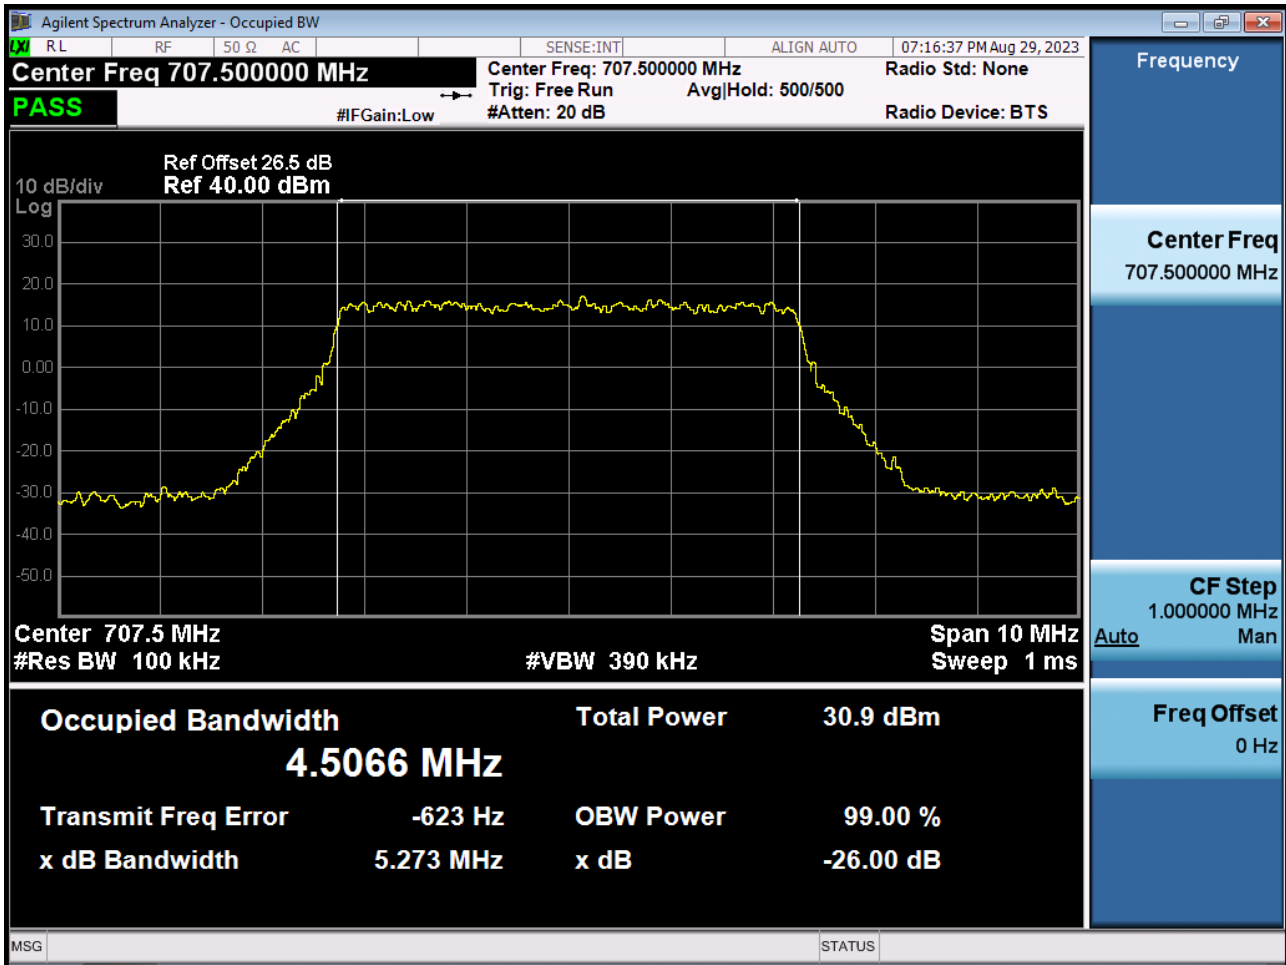 Agilent Spectrum Analyzer - Occupied BW
LXI RL RF 50 Ω AC SENSE:INT ALIGN AUTO 07:16:37 PM Aug 29, 2023
Center Freq 707.500000 MHz
Center Freq: 707.500000 MHz Radio Std: None
Trig: Free Run Avg|Hold: 500/500
PASS
#IFGain:Low #Atten: 20 dB Radio Device: BTS
Ref Offset 26.5 dB
10 dB/div Ref 40.00 dBm
Log
30.0
20.0
10.0
0.00
-10.0
-20.0
-30.0
-40.0
-50.0
Center 707.5 MHz Span 10 MHz
#Res BW 100 kHz #VBW 390 kHz Sweep 1 ms
Occupied Bandwidth Total Power 30.9 dBm
4.5066 MHz
Transmit Freq Error -623 Hz OBW Power 99.00 %
x dB Bandwidth 5.273 MHz x dB -26.00 dB
MSG STATUS
Frequency
Center Freq
707.500000 MHz
CF Step
1.000000 MHz
Auto Man
Freq Offset
0 Hz